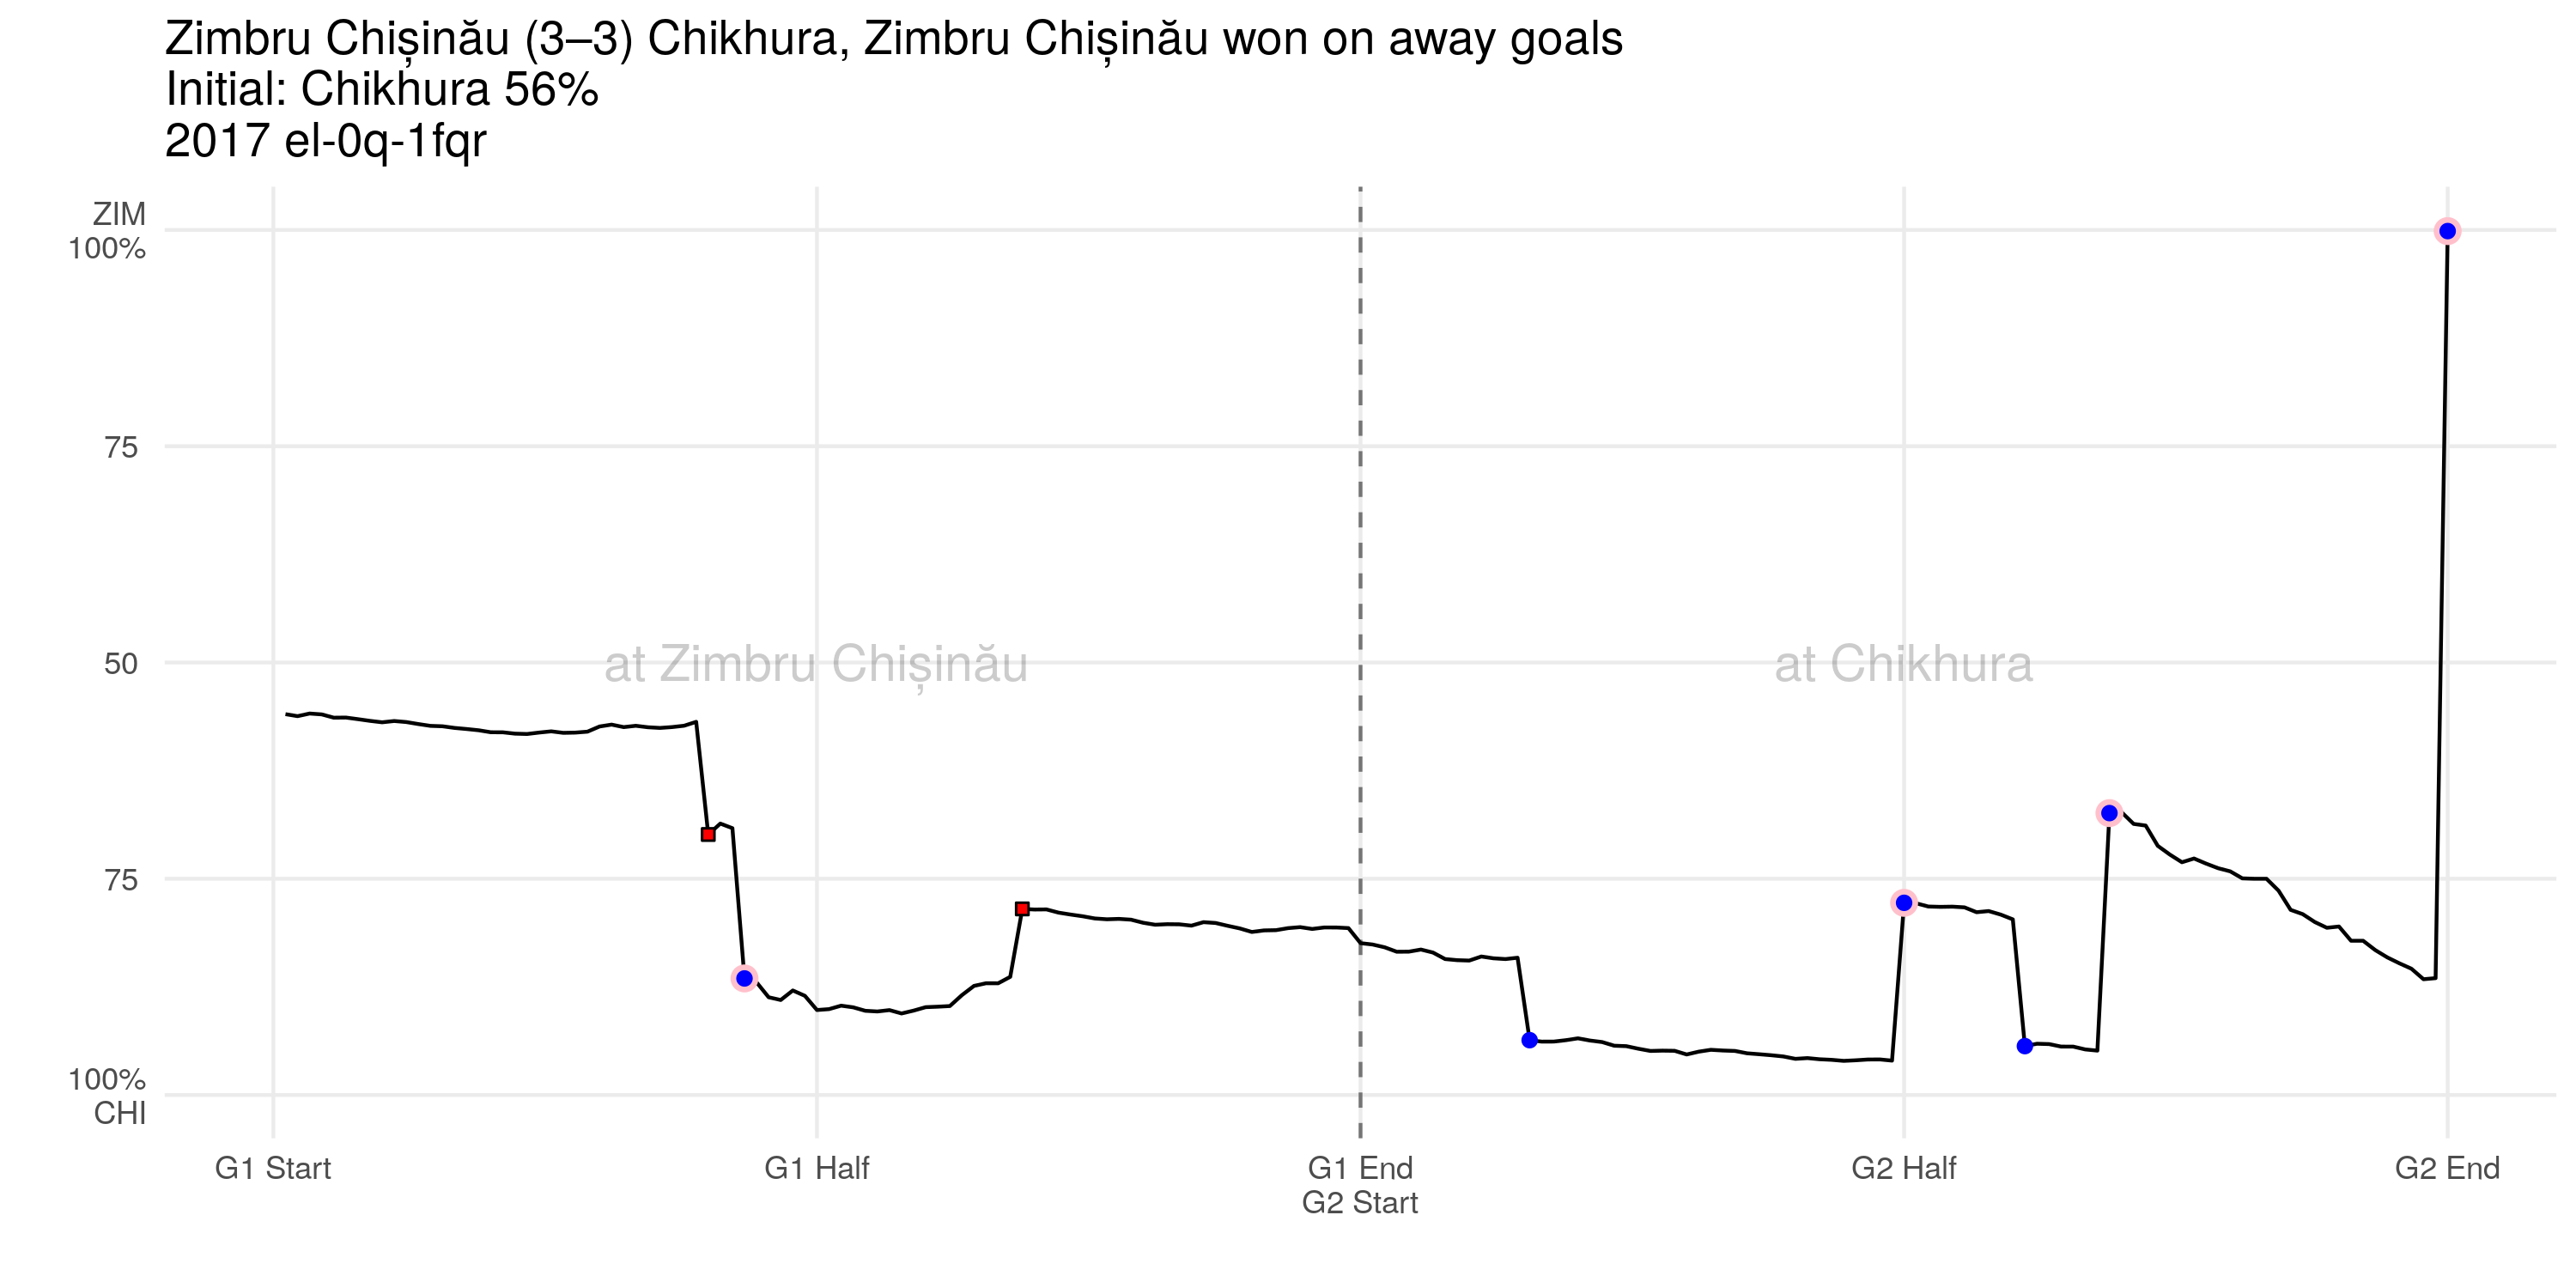 Zimbru Chișinău (3–3) Chikhura, Zimbru Chișinău won on away goals
Initial: Chikhura 56%
2017 el-0q-1fqr
ZIM
100%
75
50
75
100%
CHI
at Zimbru Chișinău
at Chikhura
G1 Start
G1 Half
G1 End
G2 Start
G2 Half
G2 End